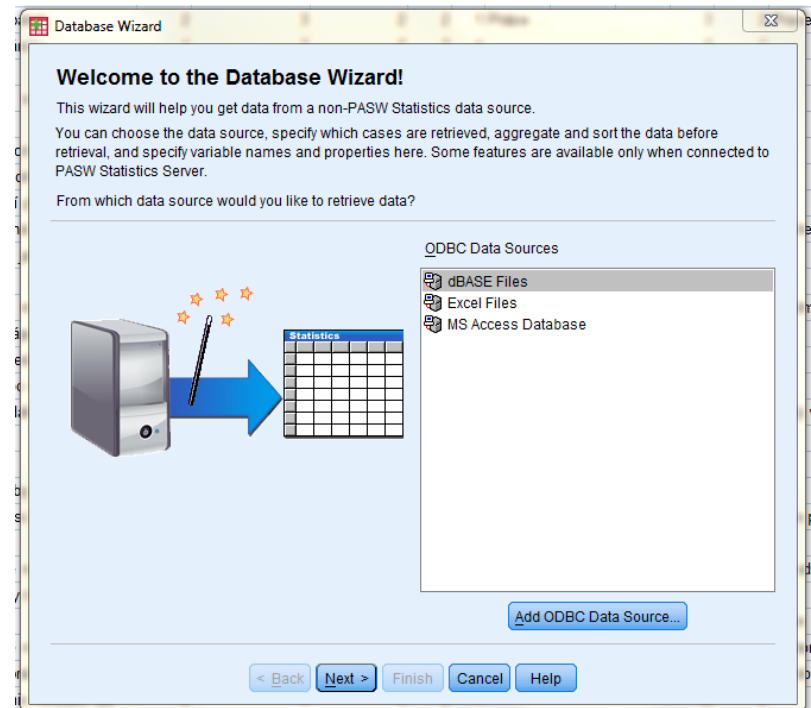 Database Wizard
Welcome to the Database Wizard!
This wizard will help you get data from a non-PASW Statistics data source.
You can choose the data source, specify which cases are retrieved, aggregate and sort the data before
retrieval, and specify variable names and properties here. Some features are available only when connected to
PASW Statistics Server.
From which data source would you like to retrieve data?
ODBC Data Sources
dBASE Files
Excel Files
MS Access Database
Statistics
Add ODBC Data Source...
< Back Next > Finish Cancel Help